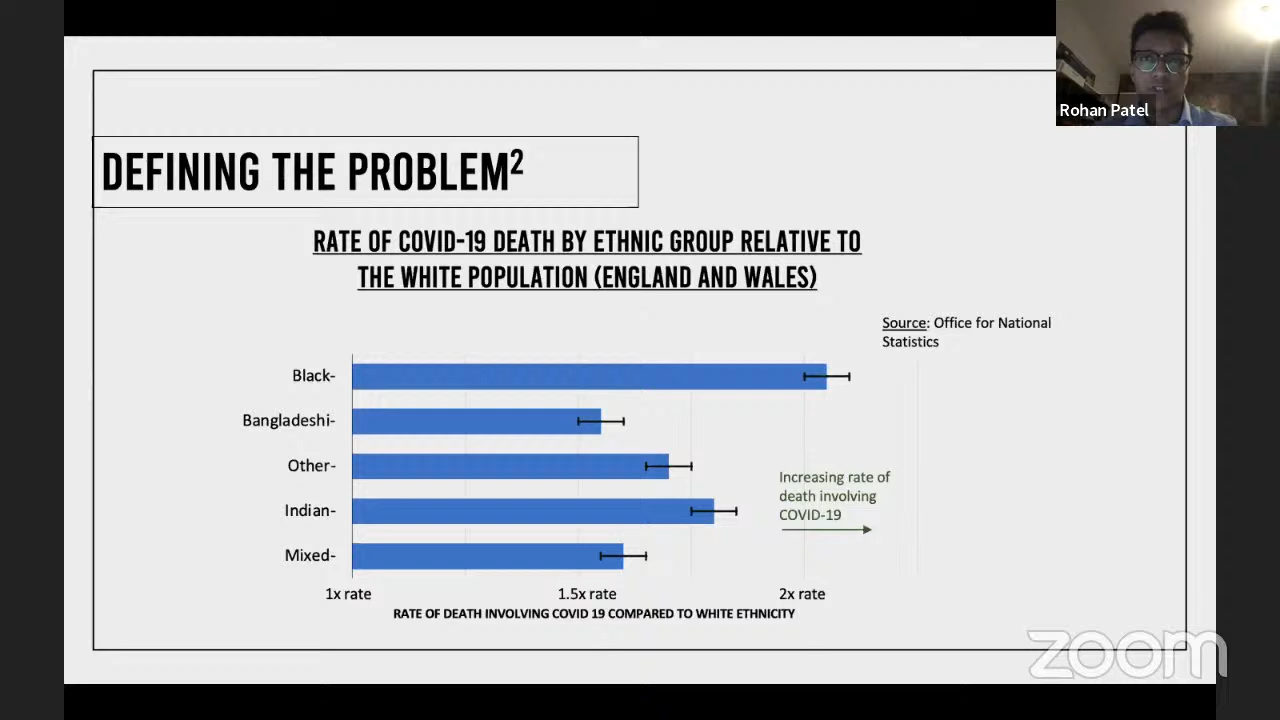 Rohan Patel
DEFINING THE PROBLEM²
RATE OF COVID-19 DEATH BY ETHNIC GROUP RELATIVE TO
THE WHITE POPULATION (ENGLAND AND WALES)
Source: Office for National
Statistics
Black-
Bangladeshi-
Other-
Indian-
Mixed-
Increasing rate of
death involving
COVID-19
1x rate 1.5x rate 2x rate
RATE OF DEATH INVOLVING COVID 19 COMPARED TO WHITE ETHNICITY
zoom